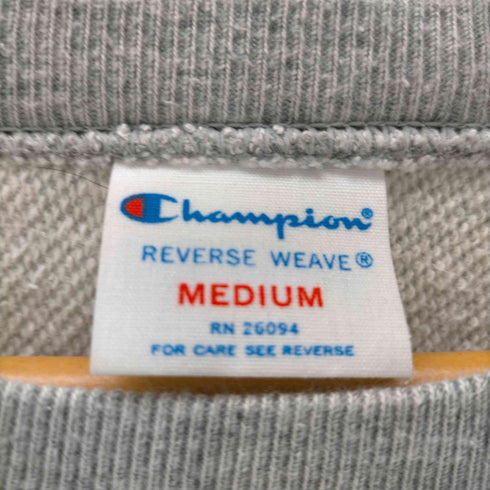 Champion®
REVERSE WEAVE®
MEDIUM
RN 26094
FOR CARE SEE REVERSE